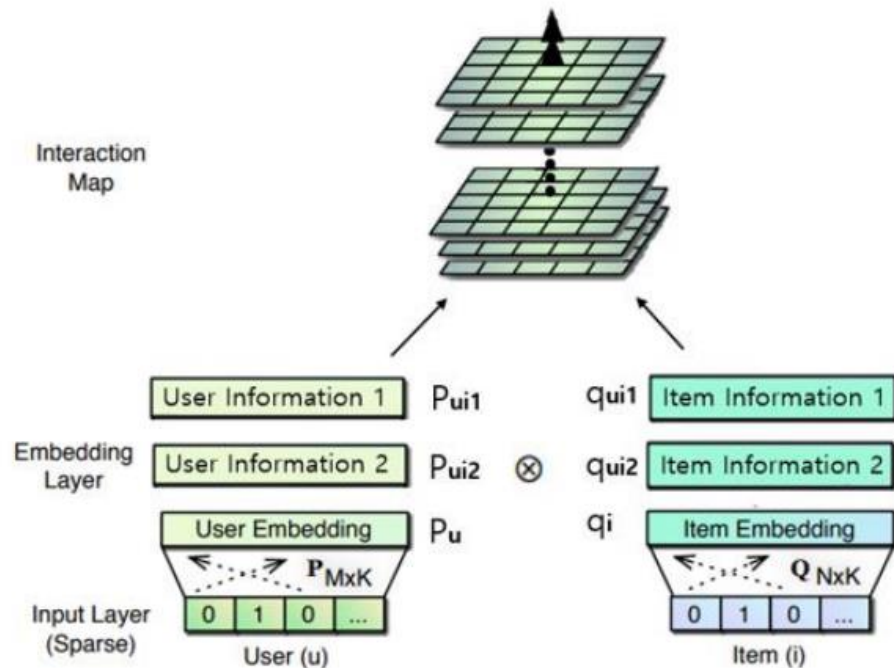 Interaction
Map
User Information 1
Pui1
qui1
Item Information 1
Embedding
Layer
User Information 2
Pui2
⊗
qui2
Item Information 2
User Embedding
Pu
qi
Item Embedding
PMxK
QNxK
Input Layer
(Sparse)
0 1 0 ...
0 1 0 ...
User (u)
Item (i)